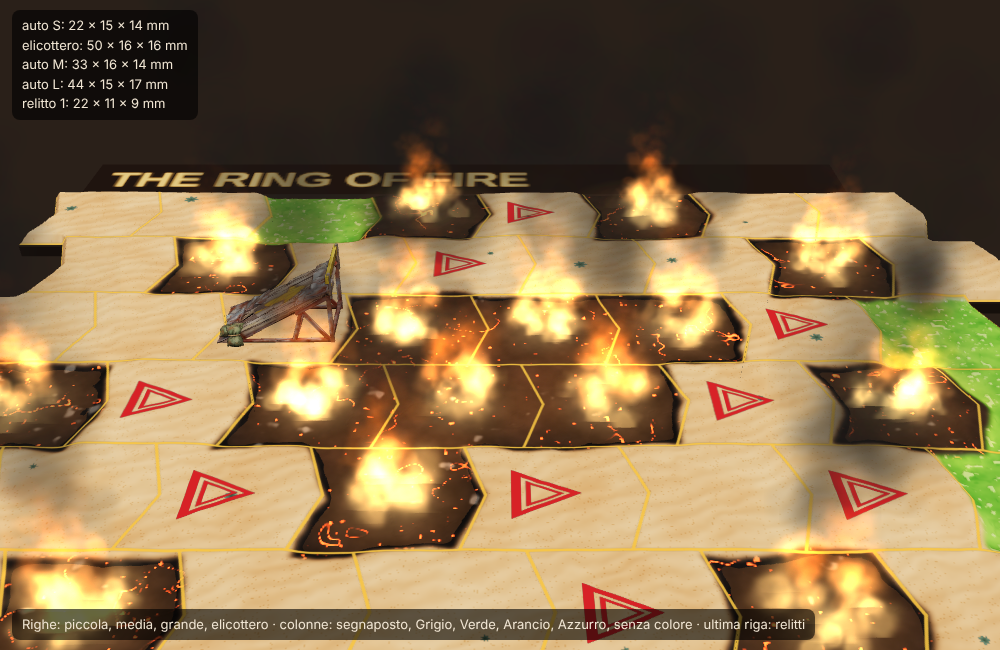 auto S: 22 × 15 × 14 mm
elicottero: 50 × 16 × 16 mm
auto M: 33 × 16 × 14 mm
auto L: 44 × 15 × 17 mm
relitto 1: 22 × 11 × 9 mm
THE RING OF FIRE
Righe: piccola, media, grande, elicottero · colonne: segnaposto, Grigio, Verde, Arancio, Azzurro, senza colore · ultima riga: relitti